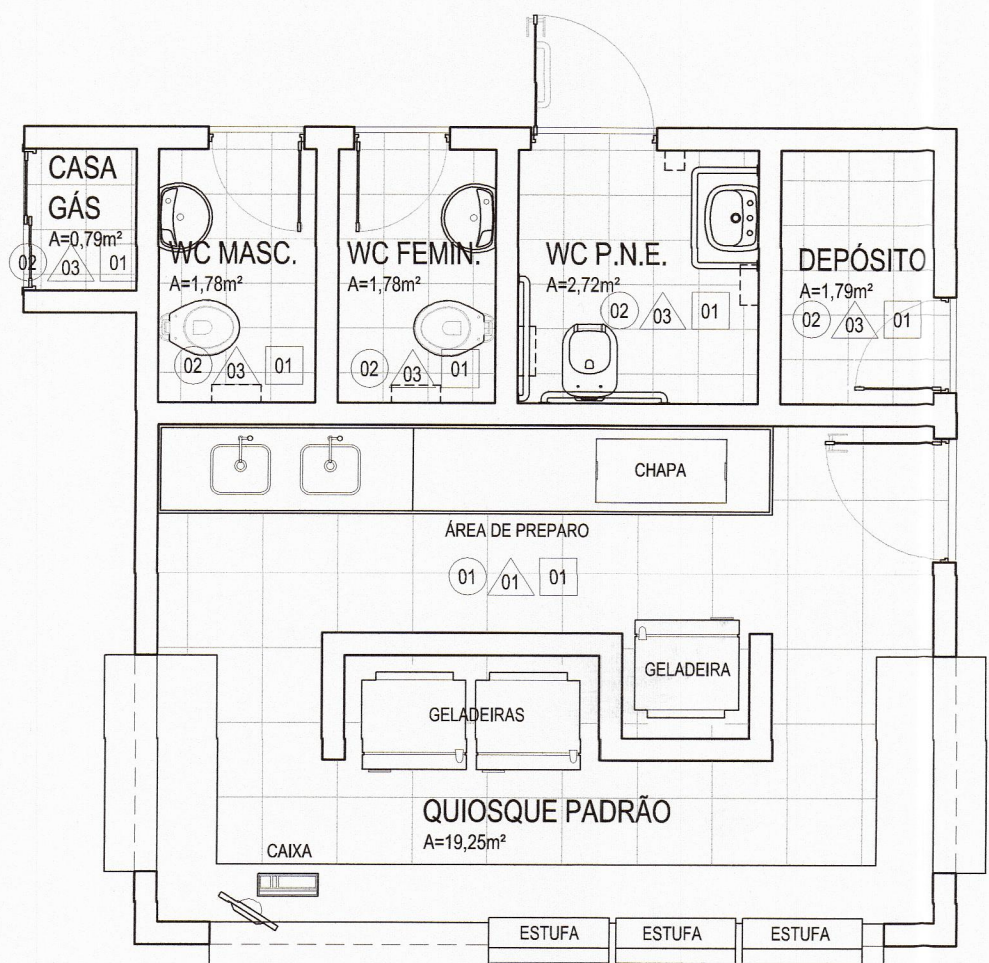 CASA
GÁS
A=0,79m²
02 03 01
WC MASC.
A=1,78m²
02 03 01
WC FEMIN.
A=1,78m²
02 03 01
WC P.N.E.
A=2,72m²
02 03 01
DEPÓSITO
A=1,79m²
02 03 01
CHAPA
ÁREA DE PREPARO
01 01 01
GELADEIRA
GELADEIRAS
QUIOSQUE PADRÃO
A=19,25m²
CAIXA
ESTUFA ESTUFA ESTUFA